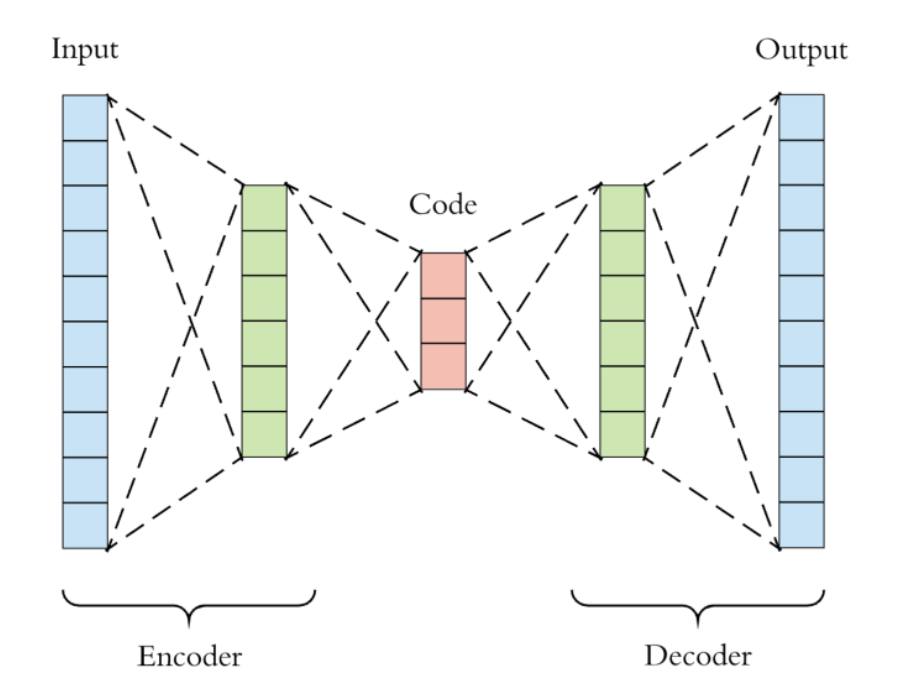 Input
Output
Code
Encoder
Decoder